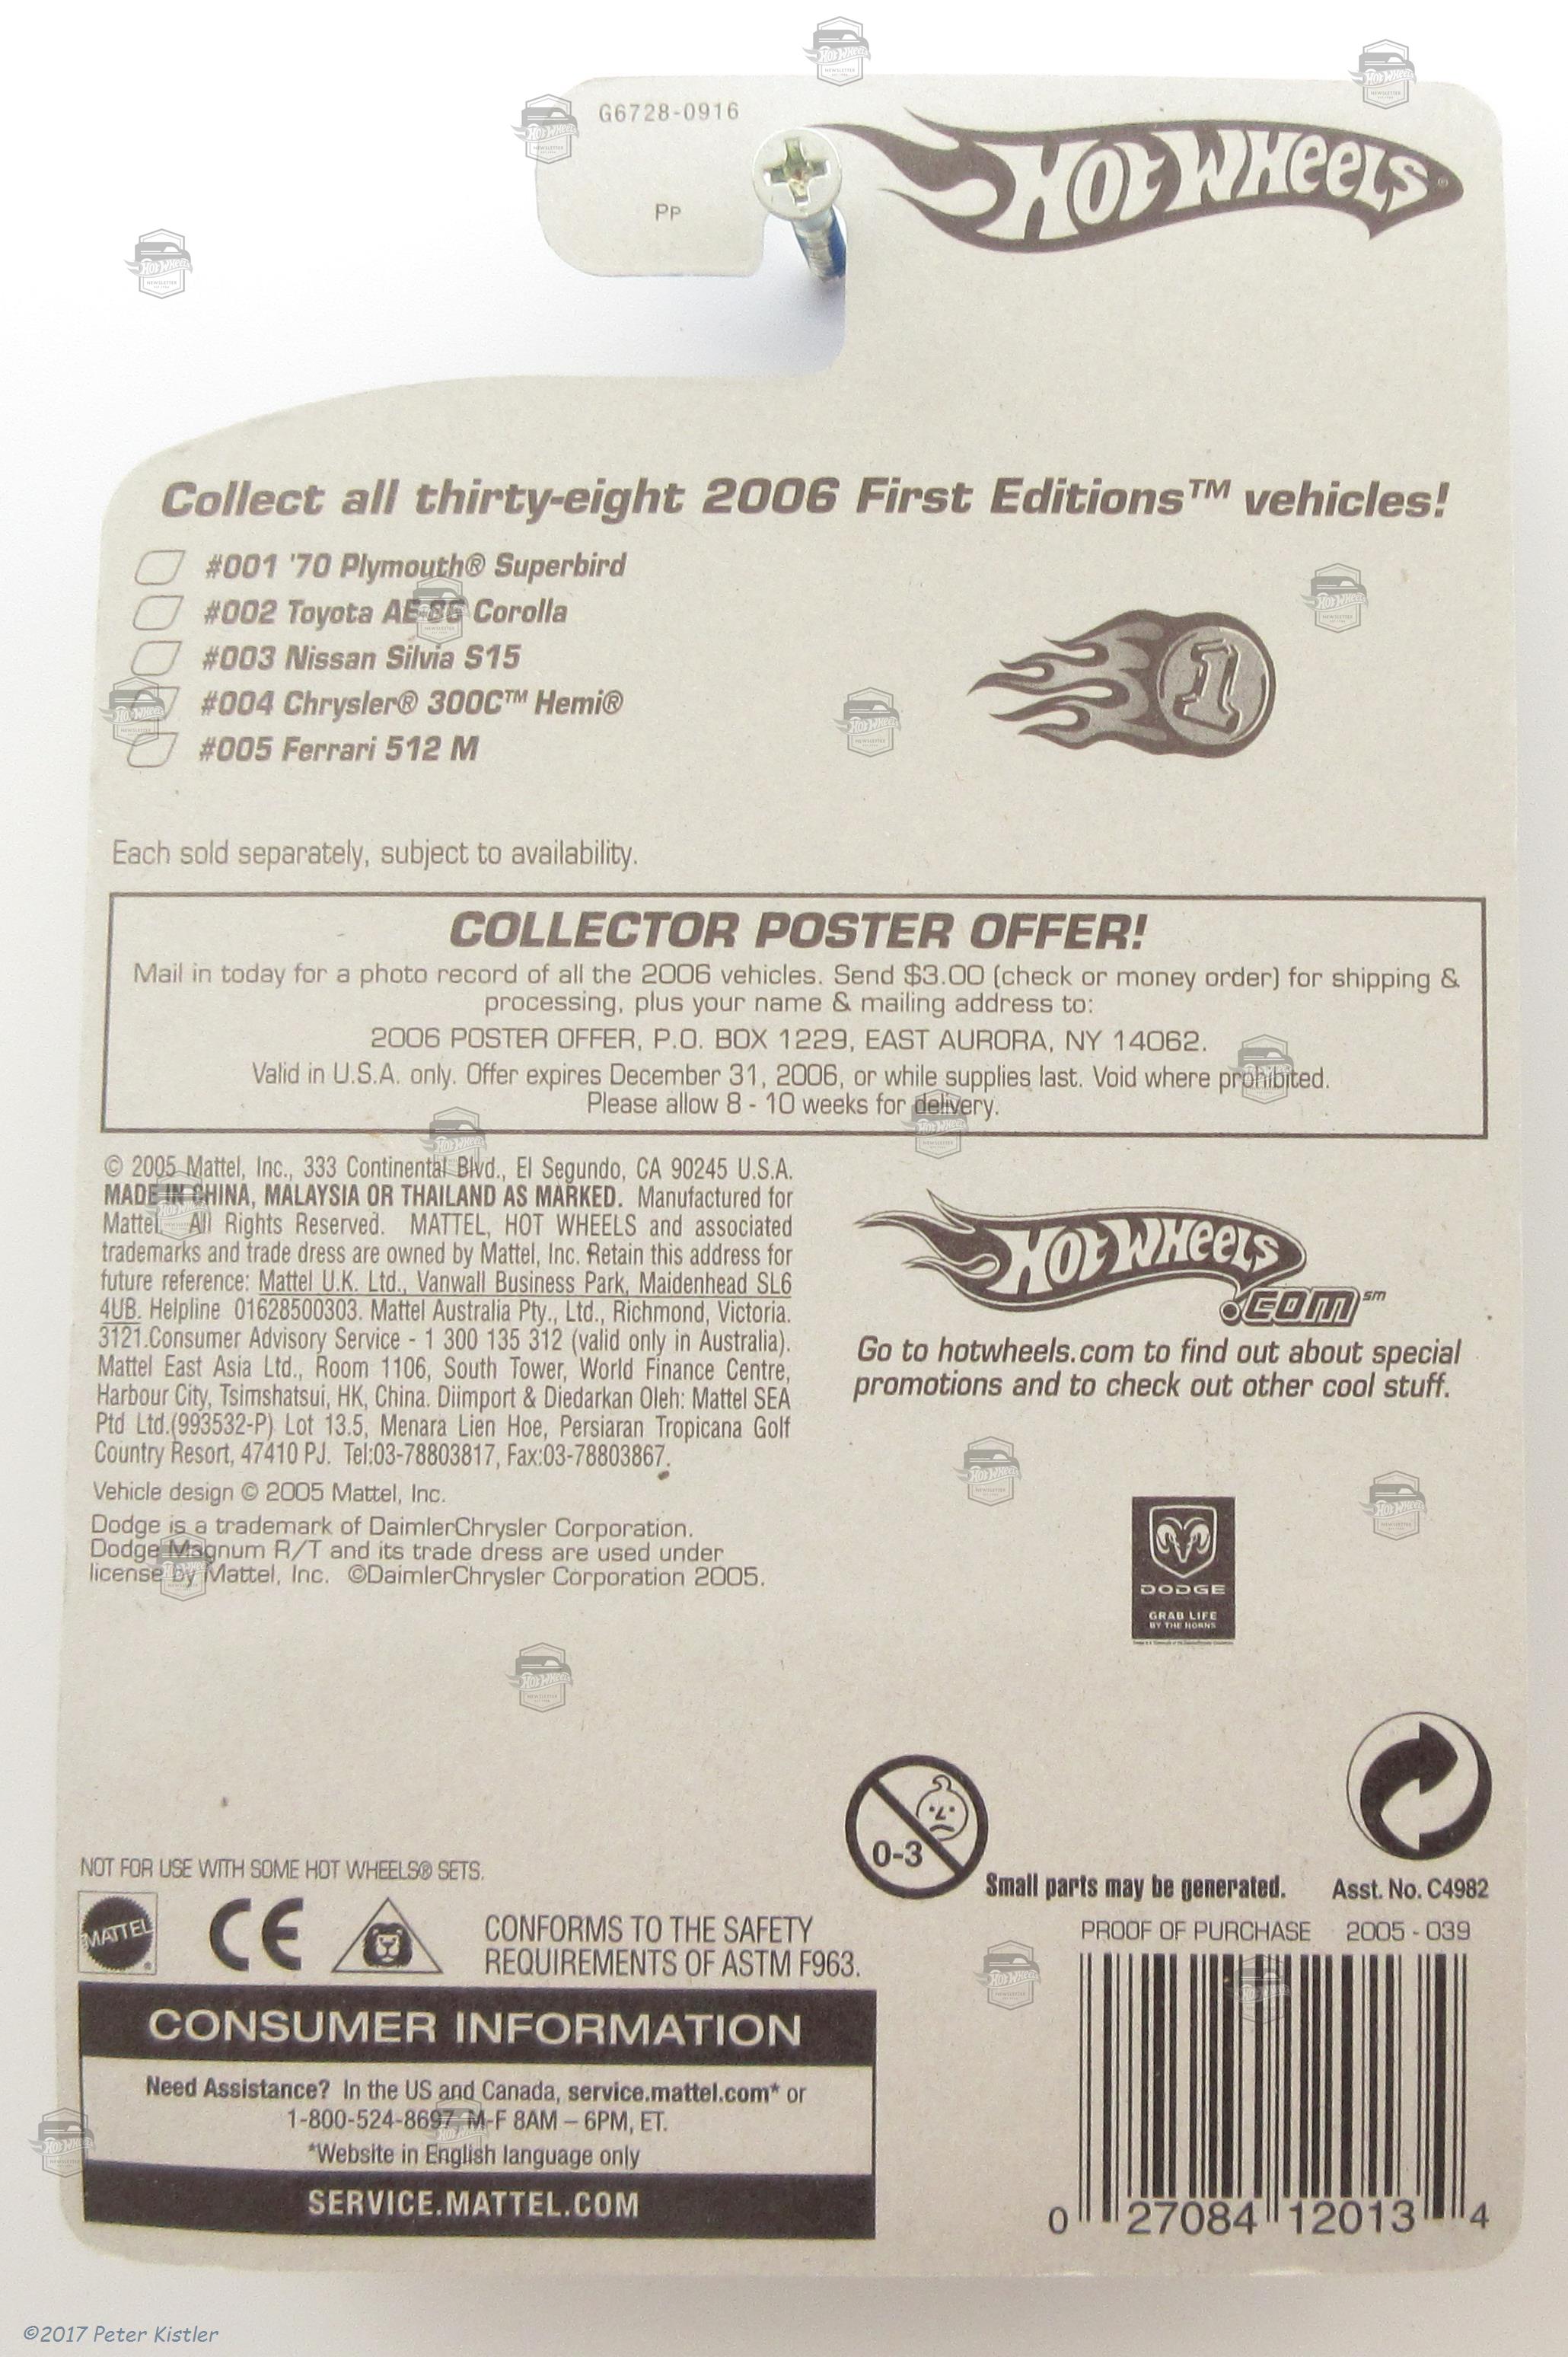 G6728-0916
Pp
HOT WHEELS®
Collect all thirty-eight 2006 First Editions™ vehicles!
#001 '70 Plymouth® Superbird
#002 Toyota AE-86 Corolla
#003 Nissan Silvia S15
#004 Chrysler® 300C™ Hemi®
#005 Ferrari 512 M
1
Each sold separately, subject to availability.
COLLECTOR POSTER OFFER!
Mail in today for a photo record of all the 2006 vehicles. Send $3.00 (check or money order) for shipping &
processing, plus your name & mailing address to:
2006 POSTER OFFER, P.O. BOX 1229, EAST AURORA, NY 14062.
Valid in U.S.A. only. Offer expires December 31, 2006, or while supplies last. Void where prohibited.
Please allow 8 - 10 weeks for delivery.
© 2005 Mattel, Inc., 333 Continental Blvd., El Segundo, CA 90245 U.S.A.
MADE IN CHINA, MALAYSIA OR THAILAND AS MARKED. Manufactured for
Mattel. All Rights Reserved. MATTEL, HOT WHEELS and associated
trademarks and trade dress are owned by Mattel, Inc. Retain this address for
future reference: Mattel U.K. Ltd., Vanwall Business Park, Maidenhead SL6
4UB. Helpline 01628500303. Mattel Australia Pty., Ltd., Richmond, Victoria.
3121.Consumer Advisory Service - 1 300 135 312 (valid only in Australia).
Mattel East Asia Ltd., Room 1106, South Tower, World Finance Centre,
Harbour City, Tsimshatsui, HK, China. Diimport & Diedarkan Oleh: Mattel SEA
Ptd Ltd.(993532-P) Lot 13.5, Menara Lien Hoe, Persiaran Tropicana Golf
Country Resort, 47410 PJ. Tel:03-78803817, Fax:03-78803867.
Vehicle design © 2005 Mattel, Inc.
Dodge is a trademark of DaimlerChrysler Corporation.
Dodge Magnum R/T and its trade dress are used under
license by Mattel, Inc. ©DaimlerChrysler Corporation 2005.
HOT WHEELS
.COM℠
Go to hotwheels.com to find out about special
promotions and to check out other cool stuff.
DODGE
GRAB LIFE
BY THE HORNS
0-3
Small parts may be generated.
Asst. No. C4982
NOT FOR USE WITH SOME HOT WHEELS® SETS.
MATTEL®
CE
CONFORMS TO THE SAFETY
REQUIREMENTS OF ASTM F963.
PROOF OF PURCHASE 2005 - 039
CONSUMER INFORMATION
Need Assistance? In the US and Canada, service.mattel.com* or
1-800-524-8697, M-F 8AM – 6PM, ET.
*Website in English language only
SERVICE.MATTEL.COM
0 27084 12013 4
©2017 Peter Kistler